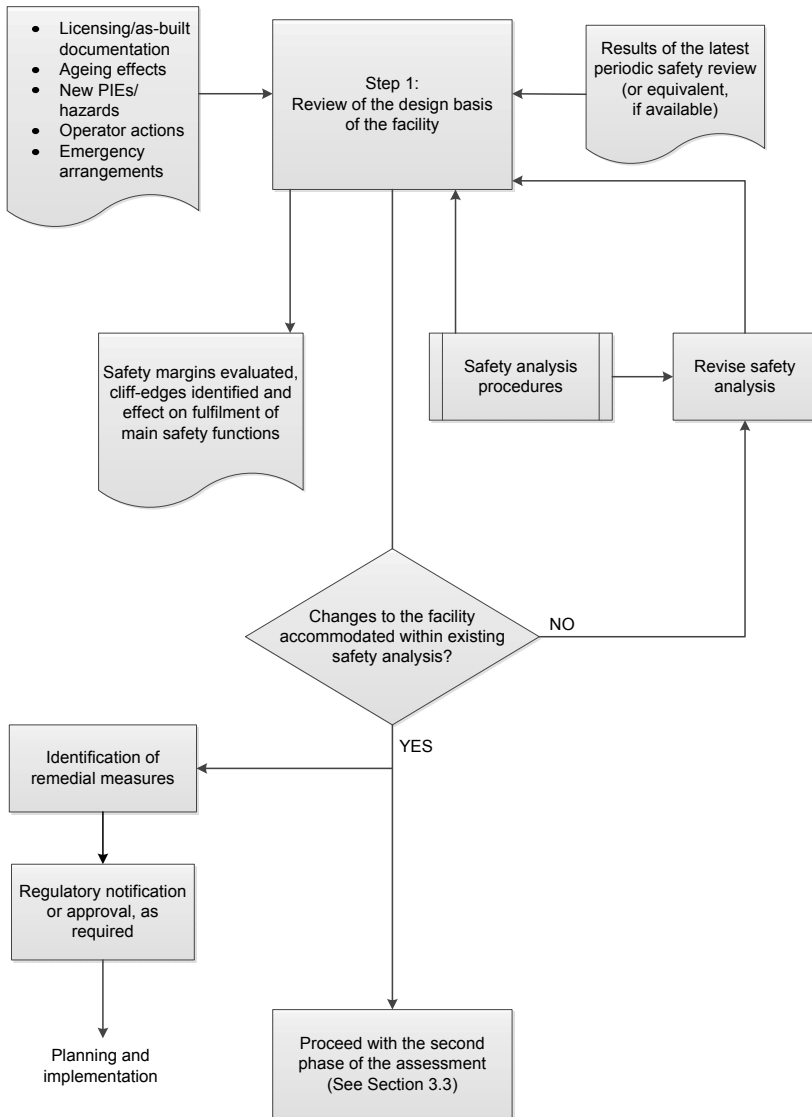 • Licensing/as-built
documentation
• Ageing effects
• New PIEs/
hazards
• Operator actions
• Emergency
arrangements
Step 1:
Review of the design basis
of the facility
Results of the latest
periodic safety review
(or equivalent,
if available)
Safety margins evaluated,
cliff-edges identified and
effect on fulfilment of
main safety functions
Safety analysis
procedures
Revise safety
analysis
Changes to the facility
accommodated within existing
safety analysis?
NO
YES
Identification of
remedial measures
Regulatory notification
or approval, as
required
Planning and
implementation
Proceed with the second
phase of the assessment
(See Section 3.3)